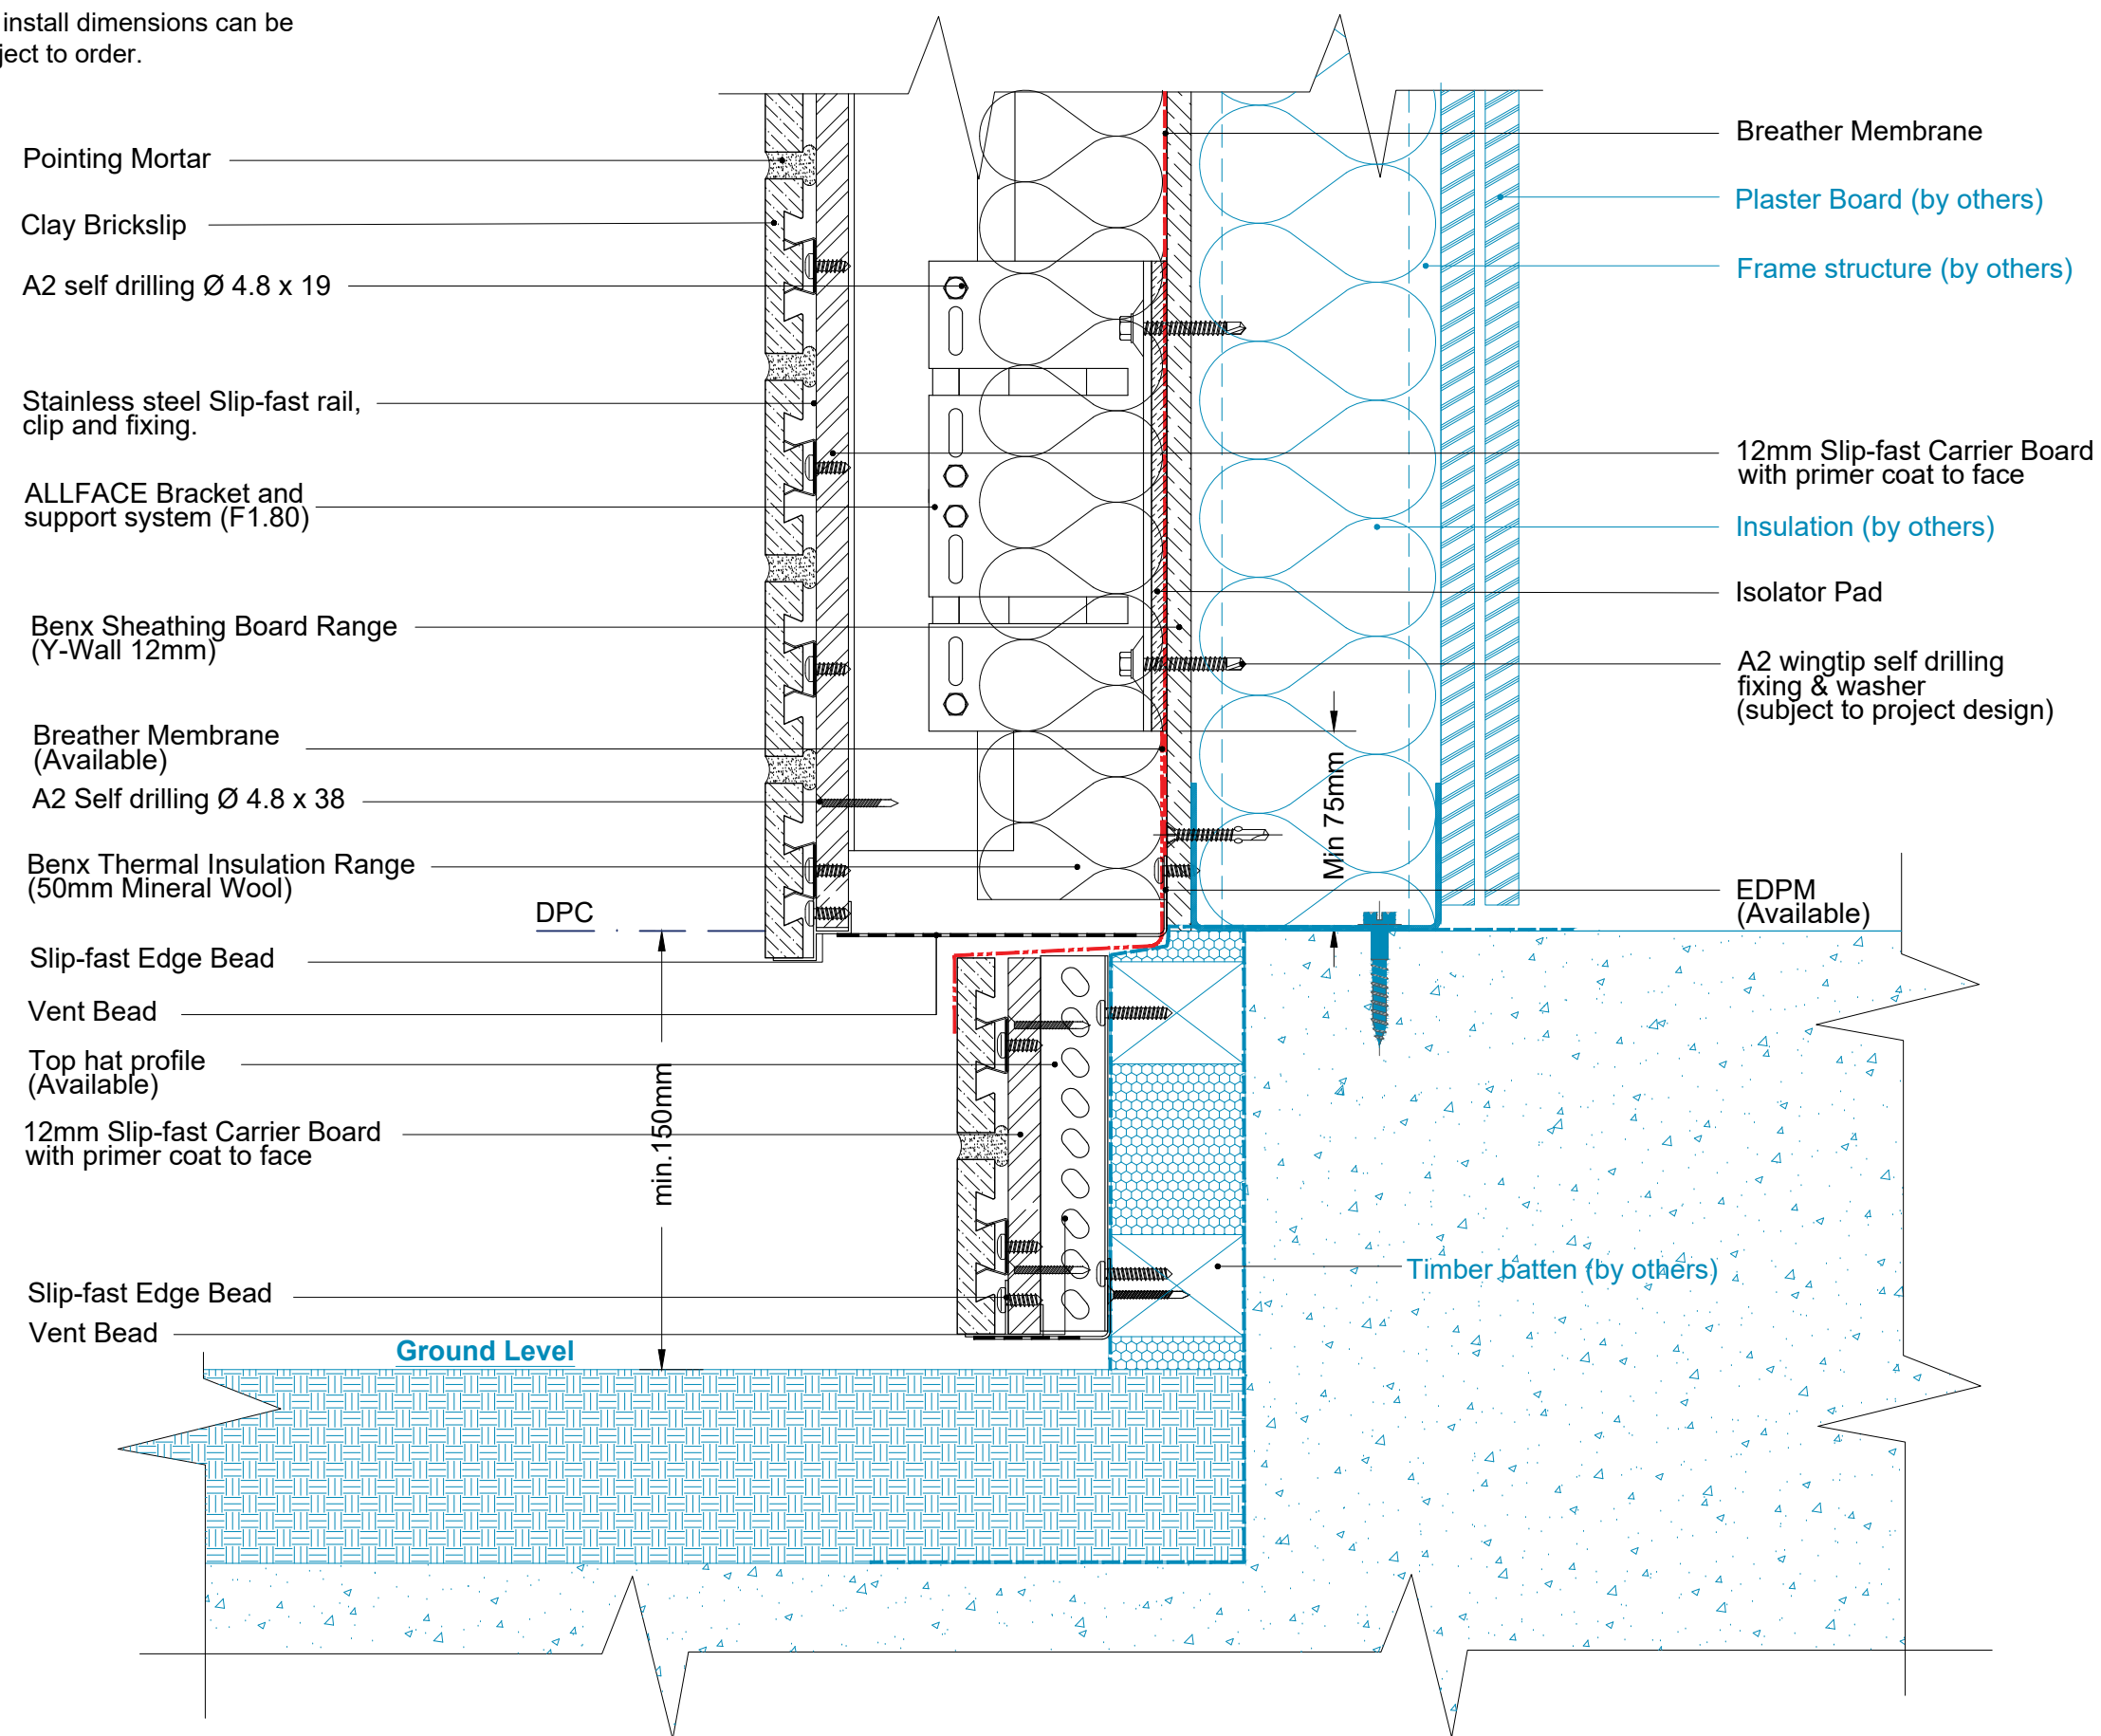 install dimensions can be
ject to order.
Pointing Mortar
Clay Brickslip
A2 self drilling Ø 4.8 x 19
Stainless steel Slip-fast rail,
clip and fixing.
ALLFACE Bracket and
support system (F1.80)
Benx Sheathing Board Range
(Y-Wall 12mm)
Breather Membrane
(Available)
A2 Self drilling Ø 4.8 x 38
Benx Thermal Insulation Range
(50mm Mineral Wool)
DPC
Slip-fast Edge Bead
Vent Bead
Top hat profile
(Available)
12mm Slip-fast Carrier Board
with primer coat to face
min.150mm
Slip-fast Edge Bead
Vent Bead
Ground Level
Breather Membrane
Plaster Board (by others)
Frame structure (by others)
12mm Slip-fast Carrier Board
with primer coat to face
Insulation (by others)
Isolator Pad
A2 wingtip self drilling
fixing & washer
(subject to project design)
Min 75mm
EDPM
(Available)
Timber batten (by others)